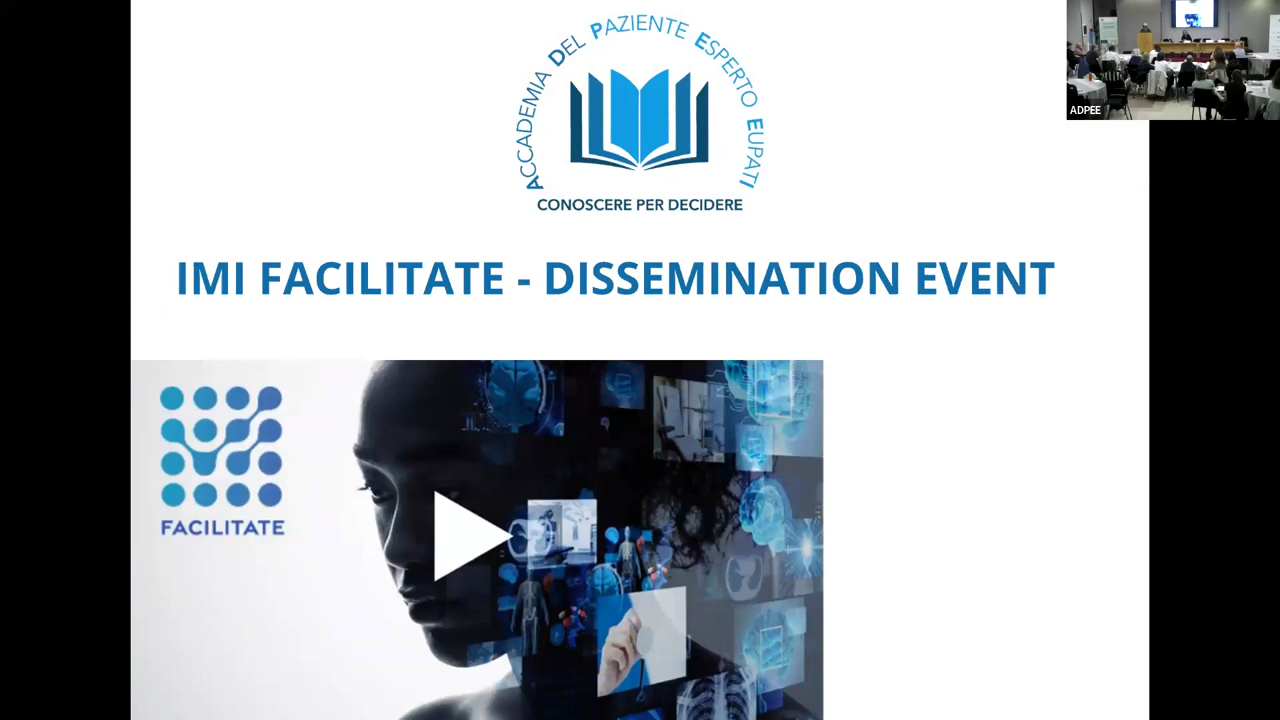 ACCADEMIA DEL PAZIENTE ESPERTO EUPATI
CONOSCERE PER DECIDERE
ADPEE
IMI FACILITATE - DISSEMINATION EVENT
FACILITATE